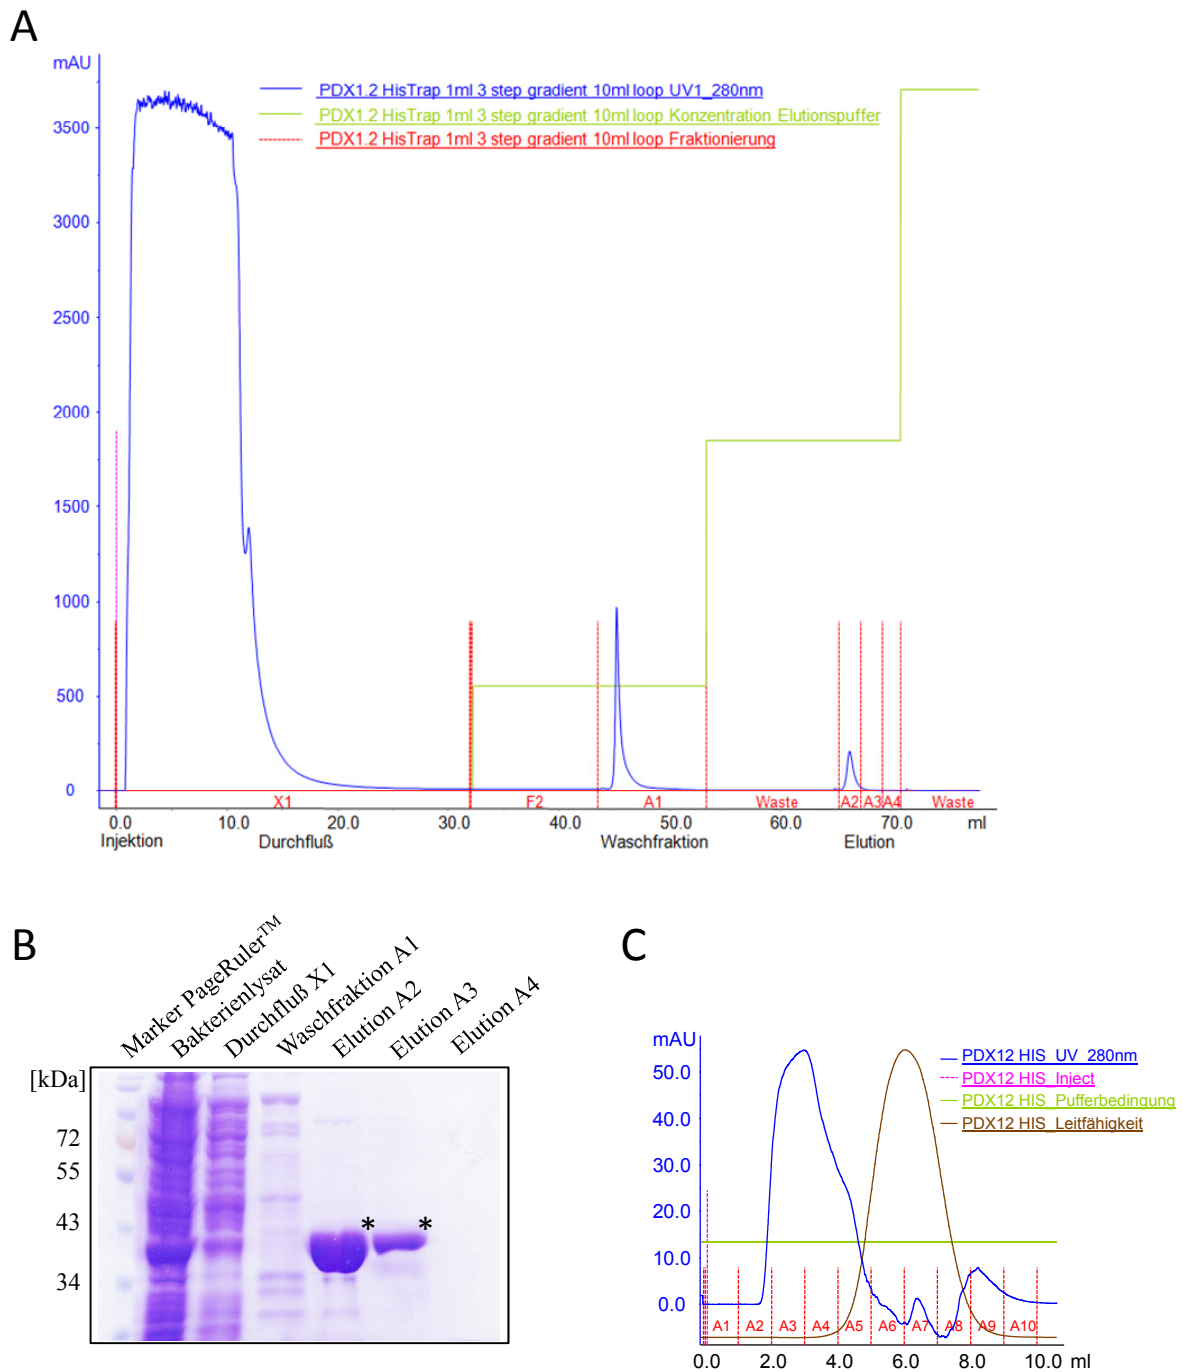 A
mAU
PDX1.2 HisTrap 1ml 3 step gradient 10ml loop UV1_280nm
PDX1.2 HisTrap 1ml 3 step gradient 10ml loop Konzentration Elutionspuffer
PDX1.2 HisTrap 1ml 3 step gradient 10ml loop Fraktionierung
3500
3000
2500
2000
1500
1000
500
0
X1 F2 A1 Waste A2 A3 A4 Waste
0.0 10.0 20.0 30.0 40.0 50.0 60.0 70.0 ml
Injektion Durchfluß Waschfraktion Elution
B
Marker PageRuler™
Bakterienlysat
Durchfluß X1
Waschfraktion A1
Elution A2
Elution A3
Elution A4
[kDa]
72
55
43
34
* *
C
mAU
PDX12 HIS_UV_280nm
PDX12 HIS_Inject
PDX12 HIS_Pufferbedingung
PDX12 HIS_Leitfähigkeit
50.0
40.0
30.0
20.0
10.0
0.0
A1 A2 A3 A4 A5 A6 A7 A8 A9 A10
0.0 2.0 4.0 6.0 8.0 10.0 ml